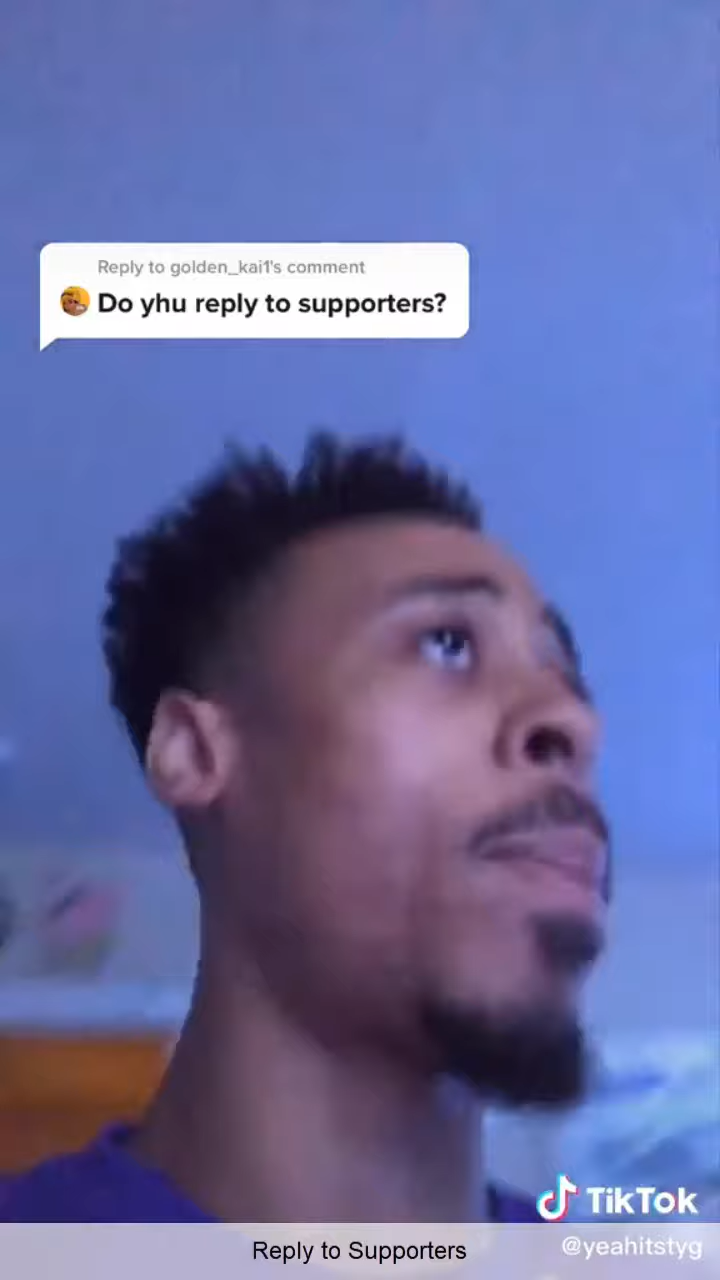 Reply to golden_kai1's comment
Do yhu reply to supporters?
TikTok
@yeahitstyg
Reply to Supporters